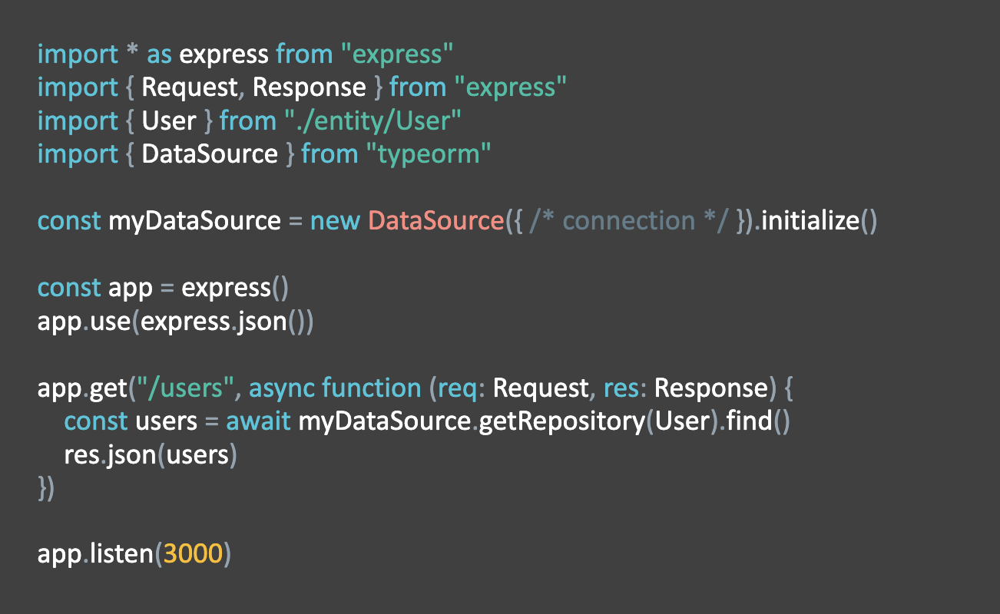 import * as express from "express"
import { Request, Response } from "express"
import { User } from "./entity/User"
import { DataSource } from "typeorm"

const myDataSource = new DataSource({ /* connection */ }).initialize()

const app = express()
app.use(express.json())

app.get("/users", async function (req: Request, res: Response) {
    const users = await myDataSource.getRepository(User).find()
    res.json(users)
})

app.listen(3000)